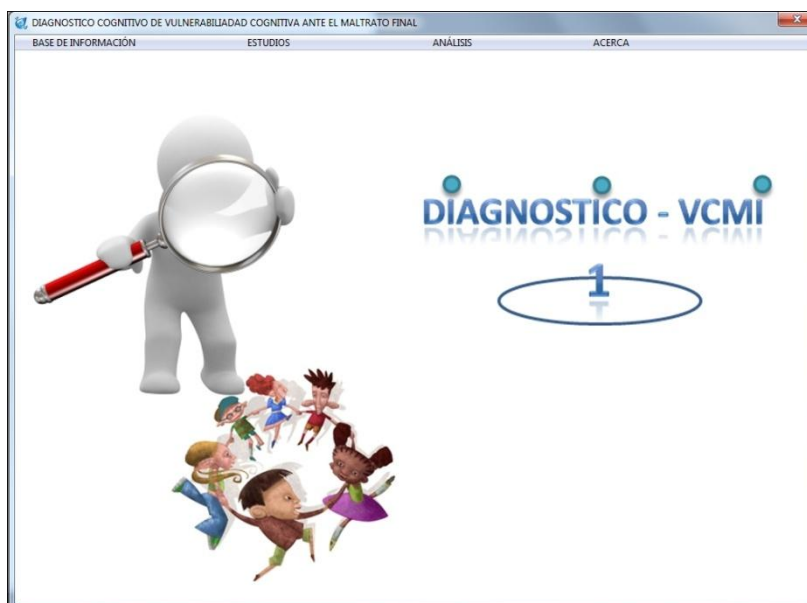 DIAGNOSTICO COGNITIVO DE VULNERABILIADAD COGNITIVA ANTE EL MALTRATO FINAL
BASE DE INFORMACIÓN ESTUDIOS ANÁLISIS ACERCA
DIAGNOSTICO - VCMI
1